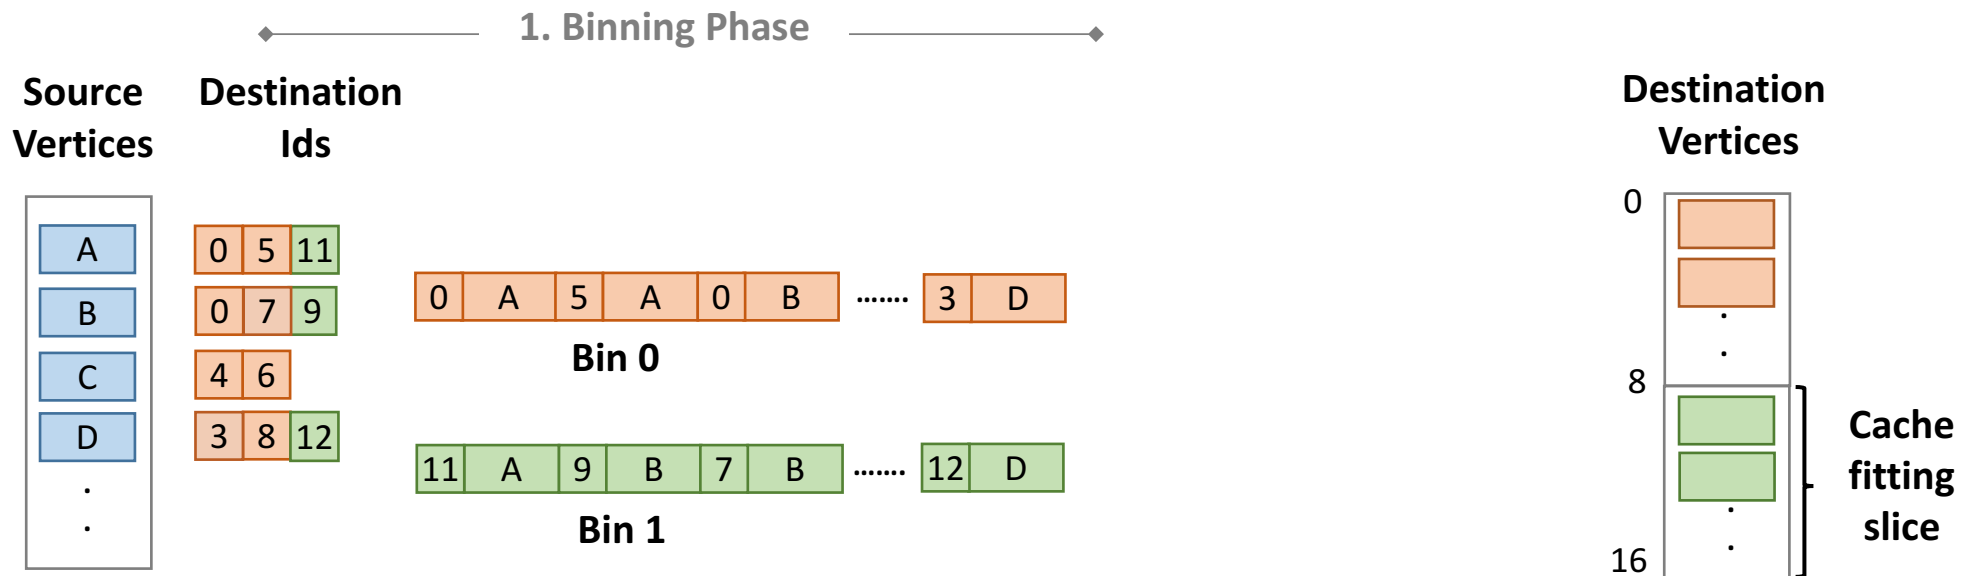 1. Binning Phase
Source
Vertices
Destination
Ids
Destination
Vertices
A
0 5 11
B
0 7 9
C
4 6
D
3 8 12
.
.
0 A 5 A 0 B ....... 3 D
Bin 0
11 A 9 B 7 B ....... 12 D
Bin 1
0
.
.
8
.
.
16
Cache
fitting
slice